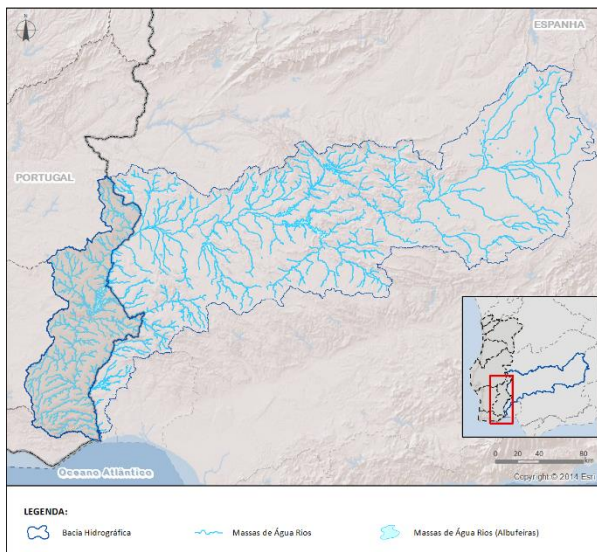 ESPANHA
PORTUGAL
Oceano Atlântico
0 20 40 80
km
Copyright © 2014 Esri
LEGENDA:
Bacia Hidrográfica
Massas de Água Rios
Massas de Água Rios (Albufeiras)